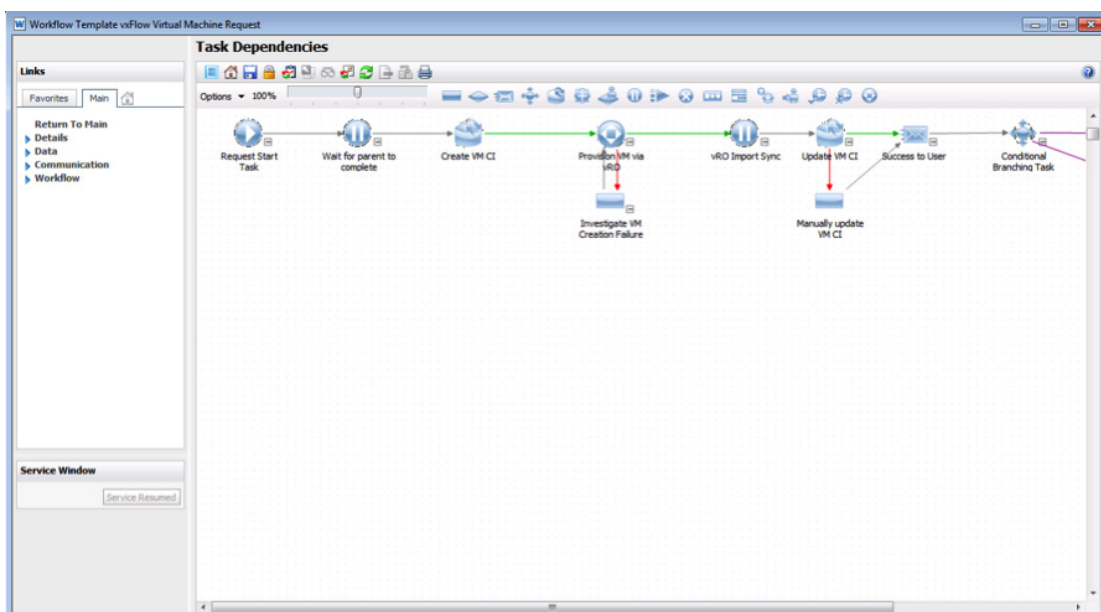 Workflow Template vxFlow Virtual Machine Request
Task Dependencies
Links
Favorites Main
Return To Main
Details
Data
Communication
Workflow
Options 100%
Request Start
Task
Wait for parent to
complete
Create VM CI
Provision VM via
vRO
vRO Import Sync
Update VM CI
Success to User
Conditional
Branching Task
Investigate VM
Creation Failure
Manually update
VM CI
Service Window
Service Resumed